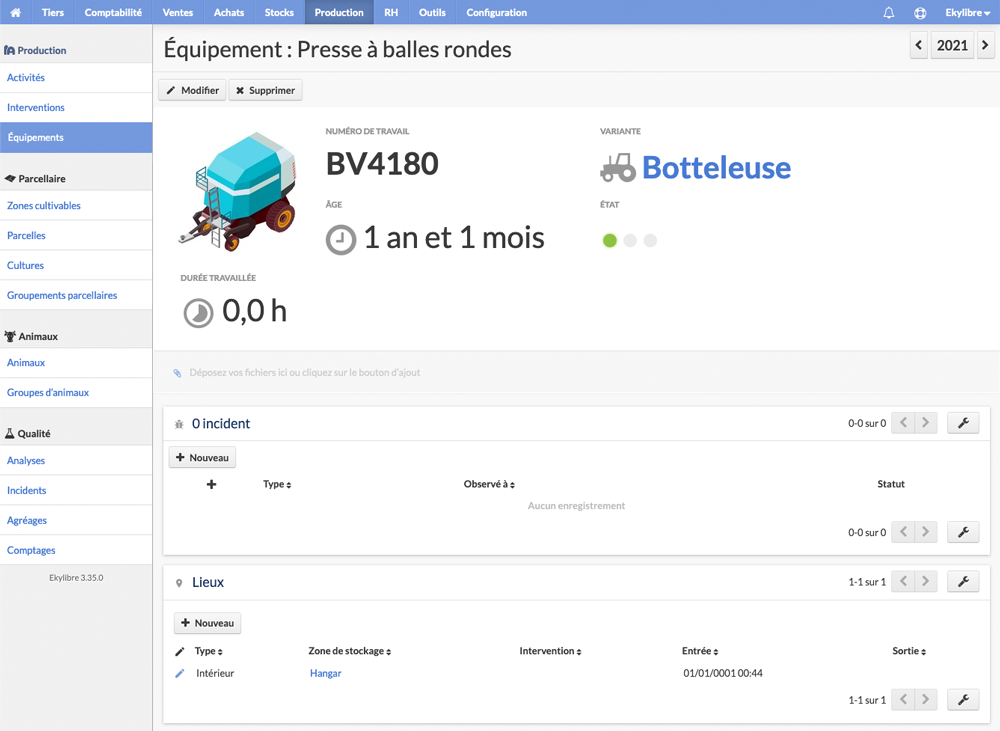 Tiers Comptabilité Ventes Achats Stocks Production RH Outils Configuration Ekylibre
Production
Activités
Interventions
Équipements
Parcellaire
Zones cultivables
Parcelles
Cultures
Groupements parcellaires
Animaux
Animaux
Groupes d'animaux
Qualité
Analyses
Incidents
Agréages
Comptages
Ekylibre 3.35.0
Équipement : Presse à balles rondes
2021
Modifier Supprimer
NUMÉRO DE TRAVAIL
BV4180
VARIANTE
Botteleuse
ÂGE
1 an et 1 mois
ÉTAT
DURÉE TRAVAILLÉE
0,0 h
Déposez vos fichiers ici ou cliquez sur le bouton d'ajout
0 incident
0-0 sur 0
Nouveau
Type Observé à Statut
Aucun enregistrement
0-0 sur 0
Lieux
1-1 sur 1
Nouveau
Type Zone de stockage Intervention Entrée Sortie
Intérieur Hangar 01/01/0001 00:44
1-1 sur 1